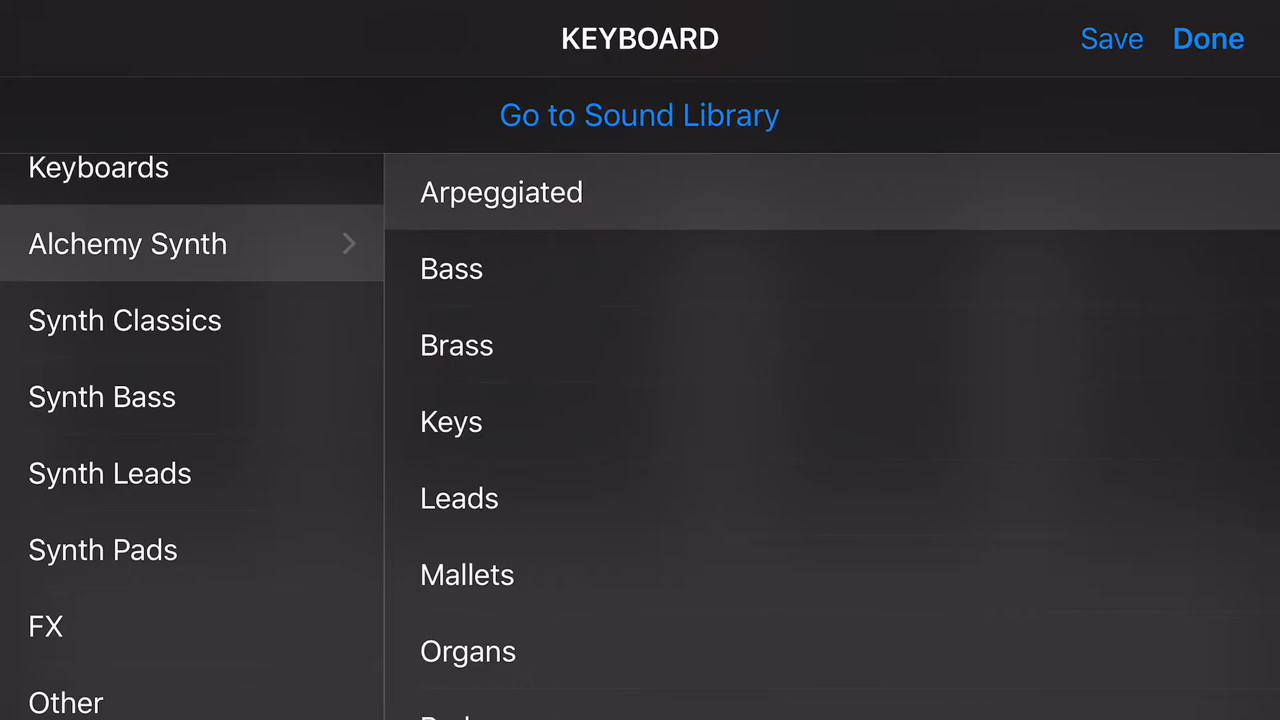 KEYBOARD
Save
Done
Go to Sound Library
Keyboards
Alchemy Synth
Synth Classics
Synth Bass
Synth Leads
Synth Pads
FX
Other
Arpeggiated
Bass
Brass
Keys
Leads
Mallets
Organs